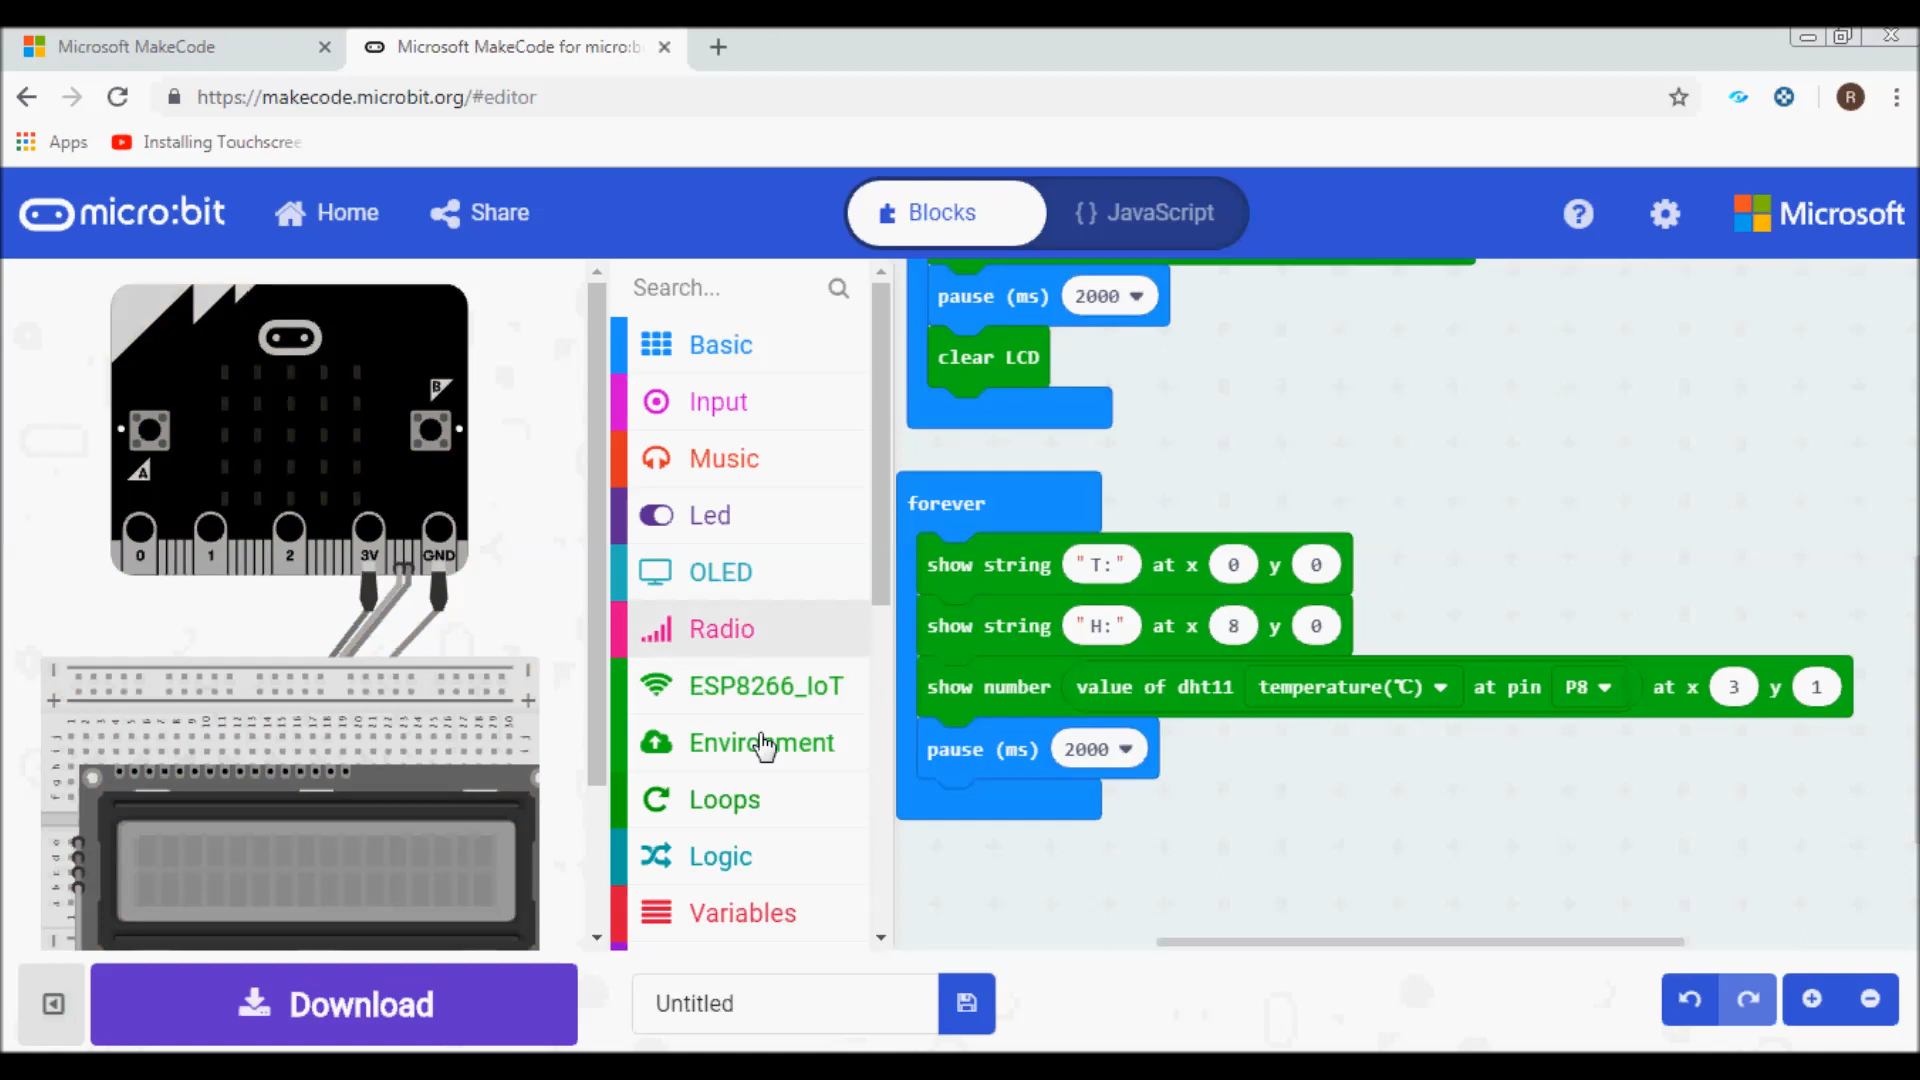 Microsoft MakeCode
Microsoft MakeCode for micro:b
https://makecode.microbit.org/#editor
R
Apps
Installing Touchscree
micro:bit
Home
Share
Blocks
{ } JavaScript
?
Microsoft
Search...
Basic
Input
Music
Led
OLED
Radio
ESP8266_IoT
Environment
Loops
Logic
Variables
A
B
0 1 2 3V GND
pause (ms) 2000
clear LCD
forever
show string "T:" at x 0 y 0
show string "H:" at x 8 y 0
show number value of dht11 temperature(℃) at pin P8 at x 3 y 1
pause (ms) 2000
Download
Untitled